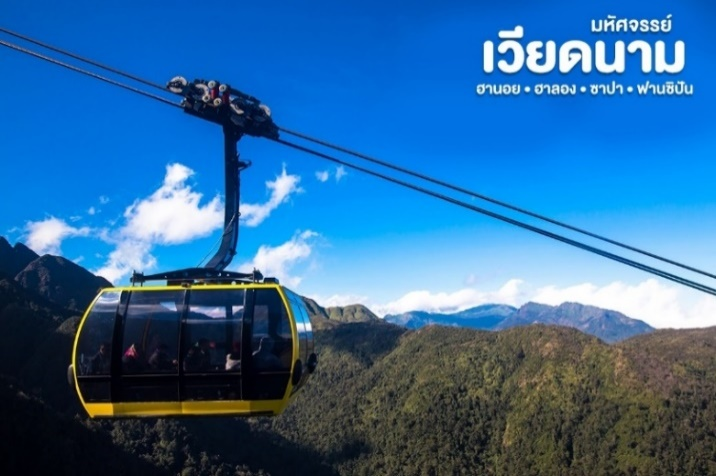 มหัศจรรย์
เวียดนาม
ฮานอย • ฮาลอง • ซาปา • ฟานซิปัน